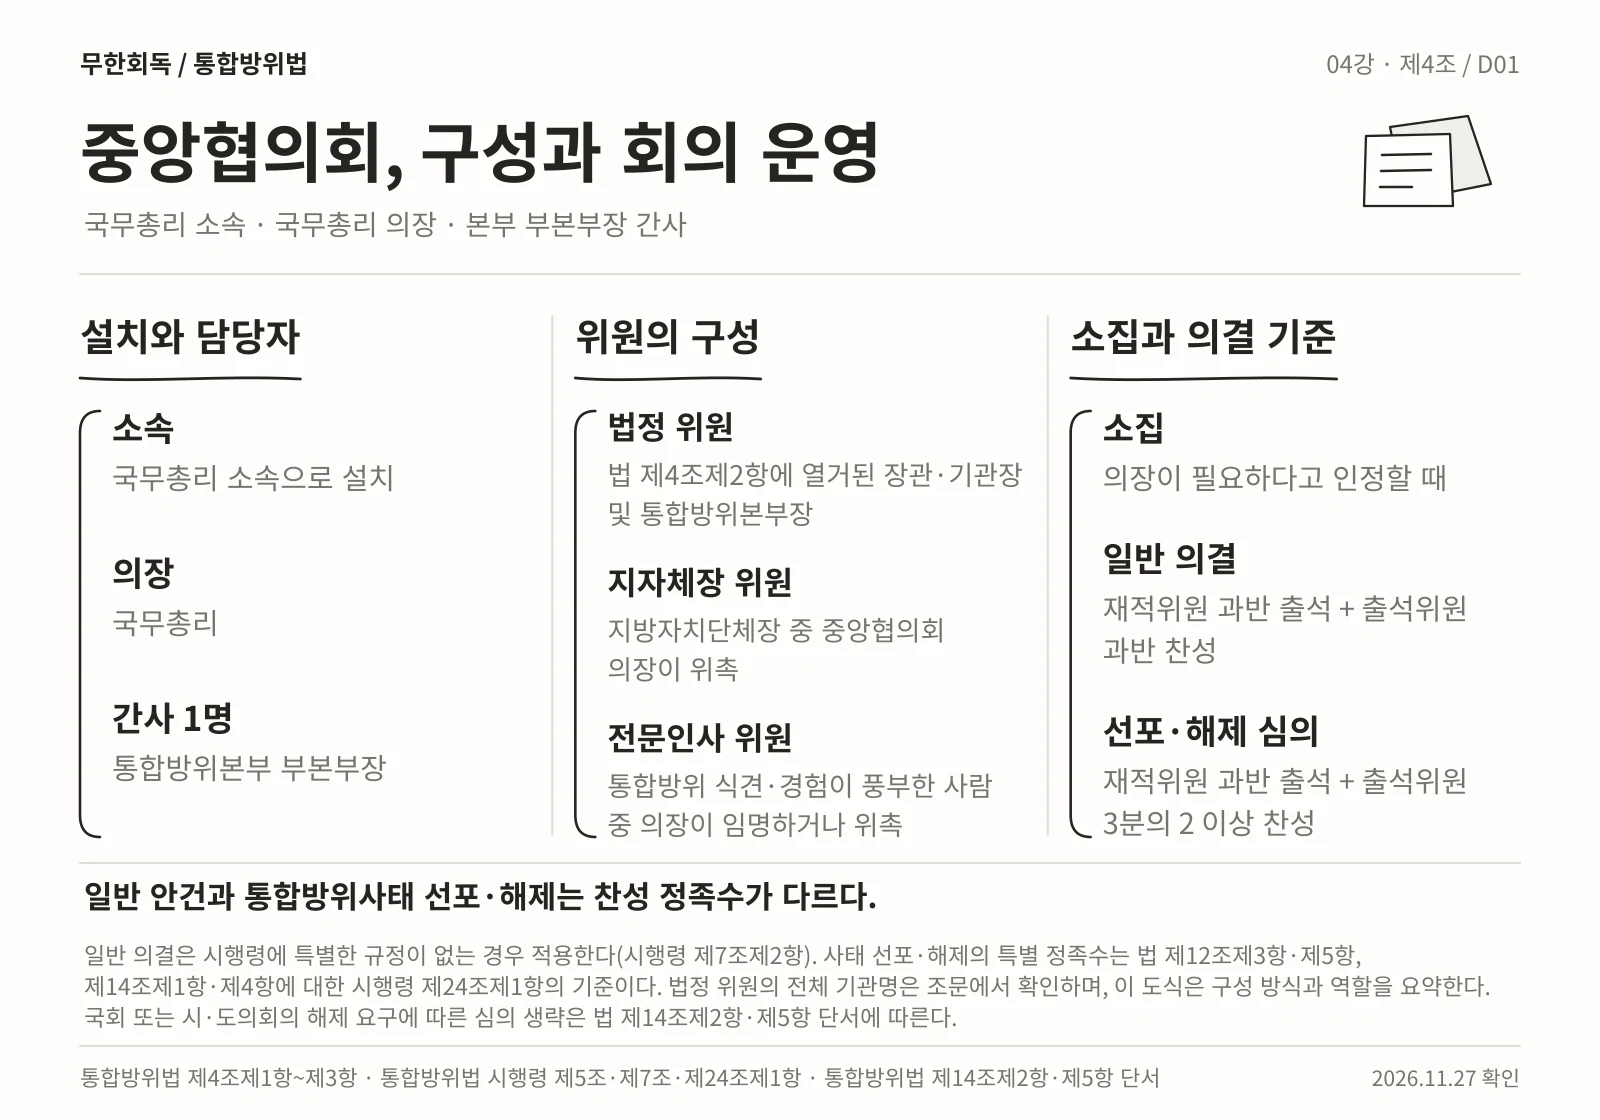 무한회독 / 통합방위법
04강 · 제4조 / D01
중앙협의회, 구성과 회의 운영
국무총리 소속 · 국무총리 의장 · 본부 부본부장 간사
설치와 담당자
소속
국무총리 소속으로 설치
의장
국무총리
간사 1명
통합방위본부 부본부장
위원의 구성
법정 위원
법 제4조제2항에 열거된 장관·기관장
및 통합방위본부장
지자체장 위원
지방자치단체장 중 중앙협의회
의장이 위촉
전문인사 위원
통합방위 식견·경험이 풍부한 사람
중 의장이 임명하거나 위촉
소집과 의결 기준
소집
의장이 필요하다고 인정할 때
일반 의결
재적위원 과반 출석 + 출석위원
과반 찬성
선포·해제 심의
재적위원 과반 출석 + 출석위원
3분의 2 이상 찬성
일반 안건과 통합방위사태 선포·해제는 찬성 정족수가 다르다.
일반 의결은 시행령에 특별한 규정이 없는 경우 적용한다(시행령 제7조제2항). 사태 선포·해제의 특별 정족수는 법 제12조제3항·제5항,
제14조제1항·제4항에 대한 시행령 제24조제1항의 기준이다. 법정 위원의 전체 기관명은 조문에서 확인하며, 이 도식은 구성 방식과 역할을 요약한다.
국회 또는 시·도의회의 해제 요구에 따른 심의 생략은 법 제14조제2항·제5항 단서에 따른다.
통합방위법 제4조제1항~제3항 · 통합방위법 시행령 제5조·제7조·제24조제1항 · 통합방위법 제14조제2항·제5항 단서
2026.11.27 확인